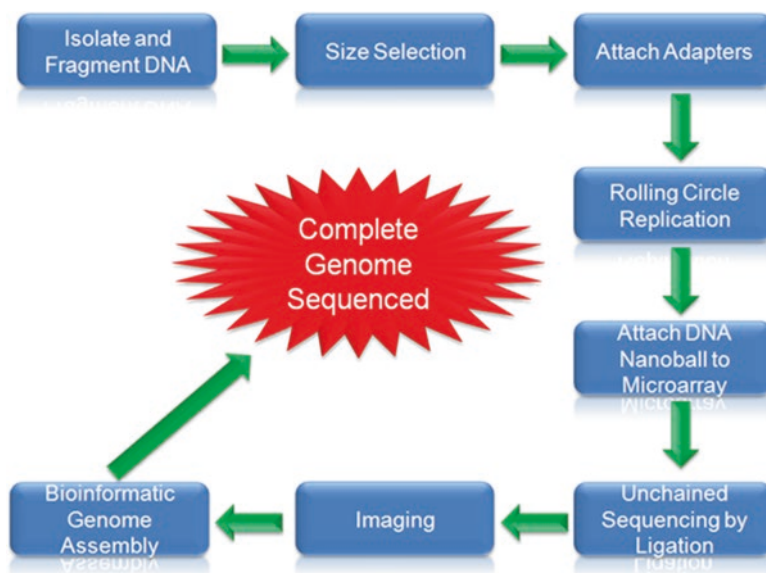 Isolate and
Fragment DNA
Size Selection
Attach Adapters
Rolling Circle
Replication
Attach DNA
Nanoball to
Microarray
Unchained
Sequencing by
Ligation
Imaging
Bioinformatic
Genome
Assembly
Complete
Genome
Sequenced